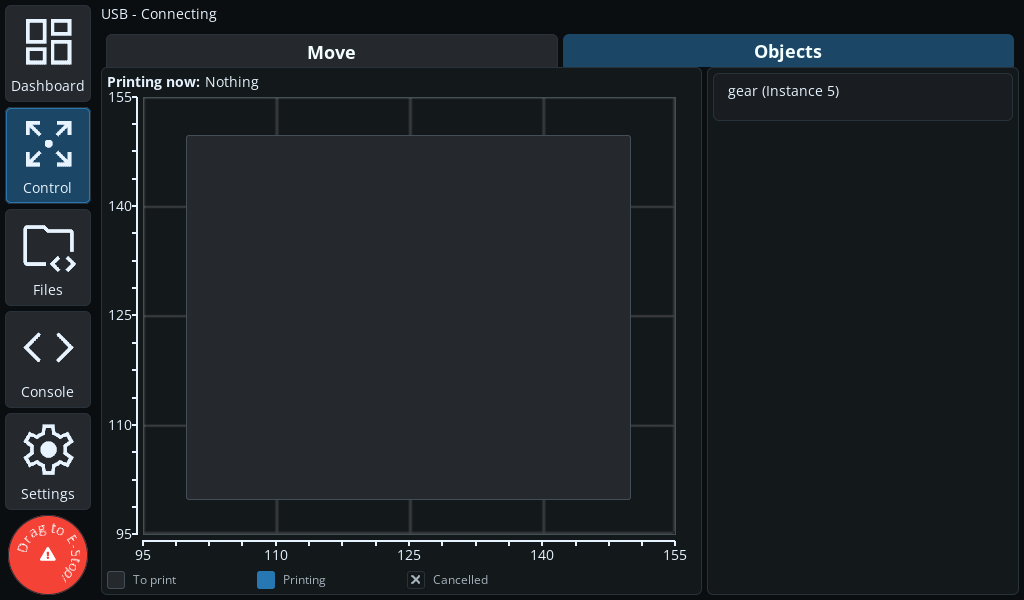 USB - Connecting
Dashboard
Control
Files
Console
Settings
Drag to E-Stop!
Move
Objects
Printing now: Nothing
155
140
125
110
95
95
110
125
140
155
To print
Printing
Cancelled
gear (Instance 5)